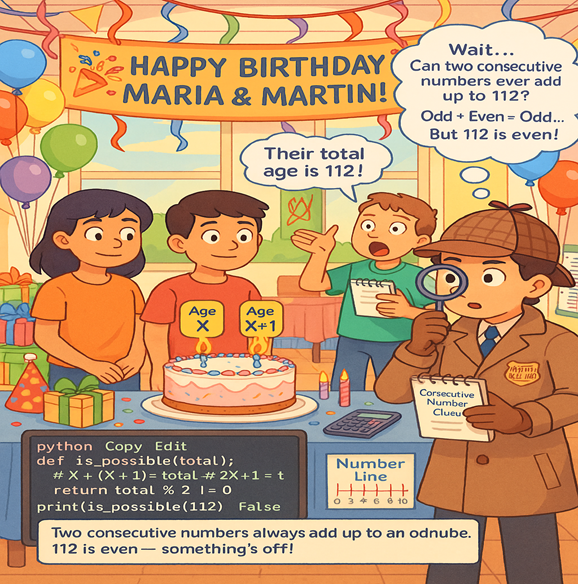 HAPPY BIRTHDAY
MARIA & MARTIN!
Wait...
Can two consecutive
numbers ever add
up to 112?
Odd + Even = Odd...
But 112 is even!
Their total
age is 112!
Age
X
Age
X+1
Consecutive
Number
Clueu
python Copy Edit
def is_possible(total);
# X + (X + 1) = total # 2X+1 = t
return total % 2 != 0
print(is_possible(112) False
Number
Line
0 3 4 6 8 9 10
Two consecutive numbers always add up to an odnube.
112 is even — something's off!